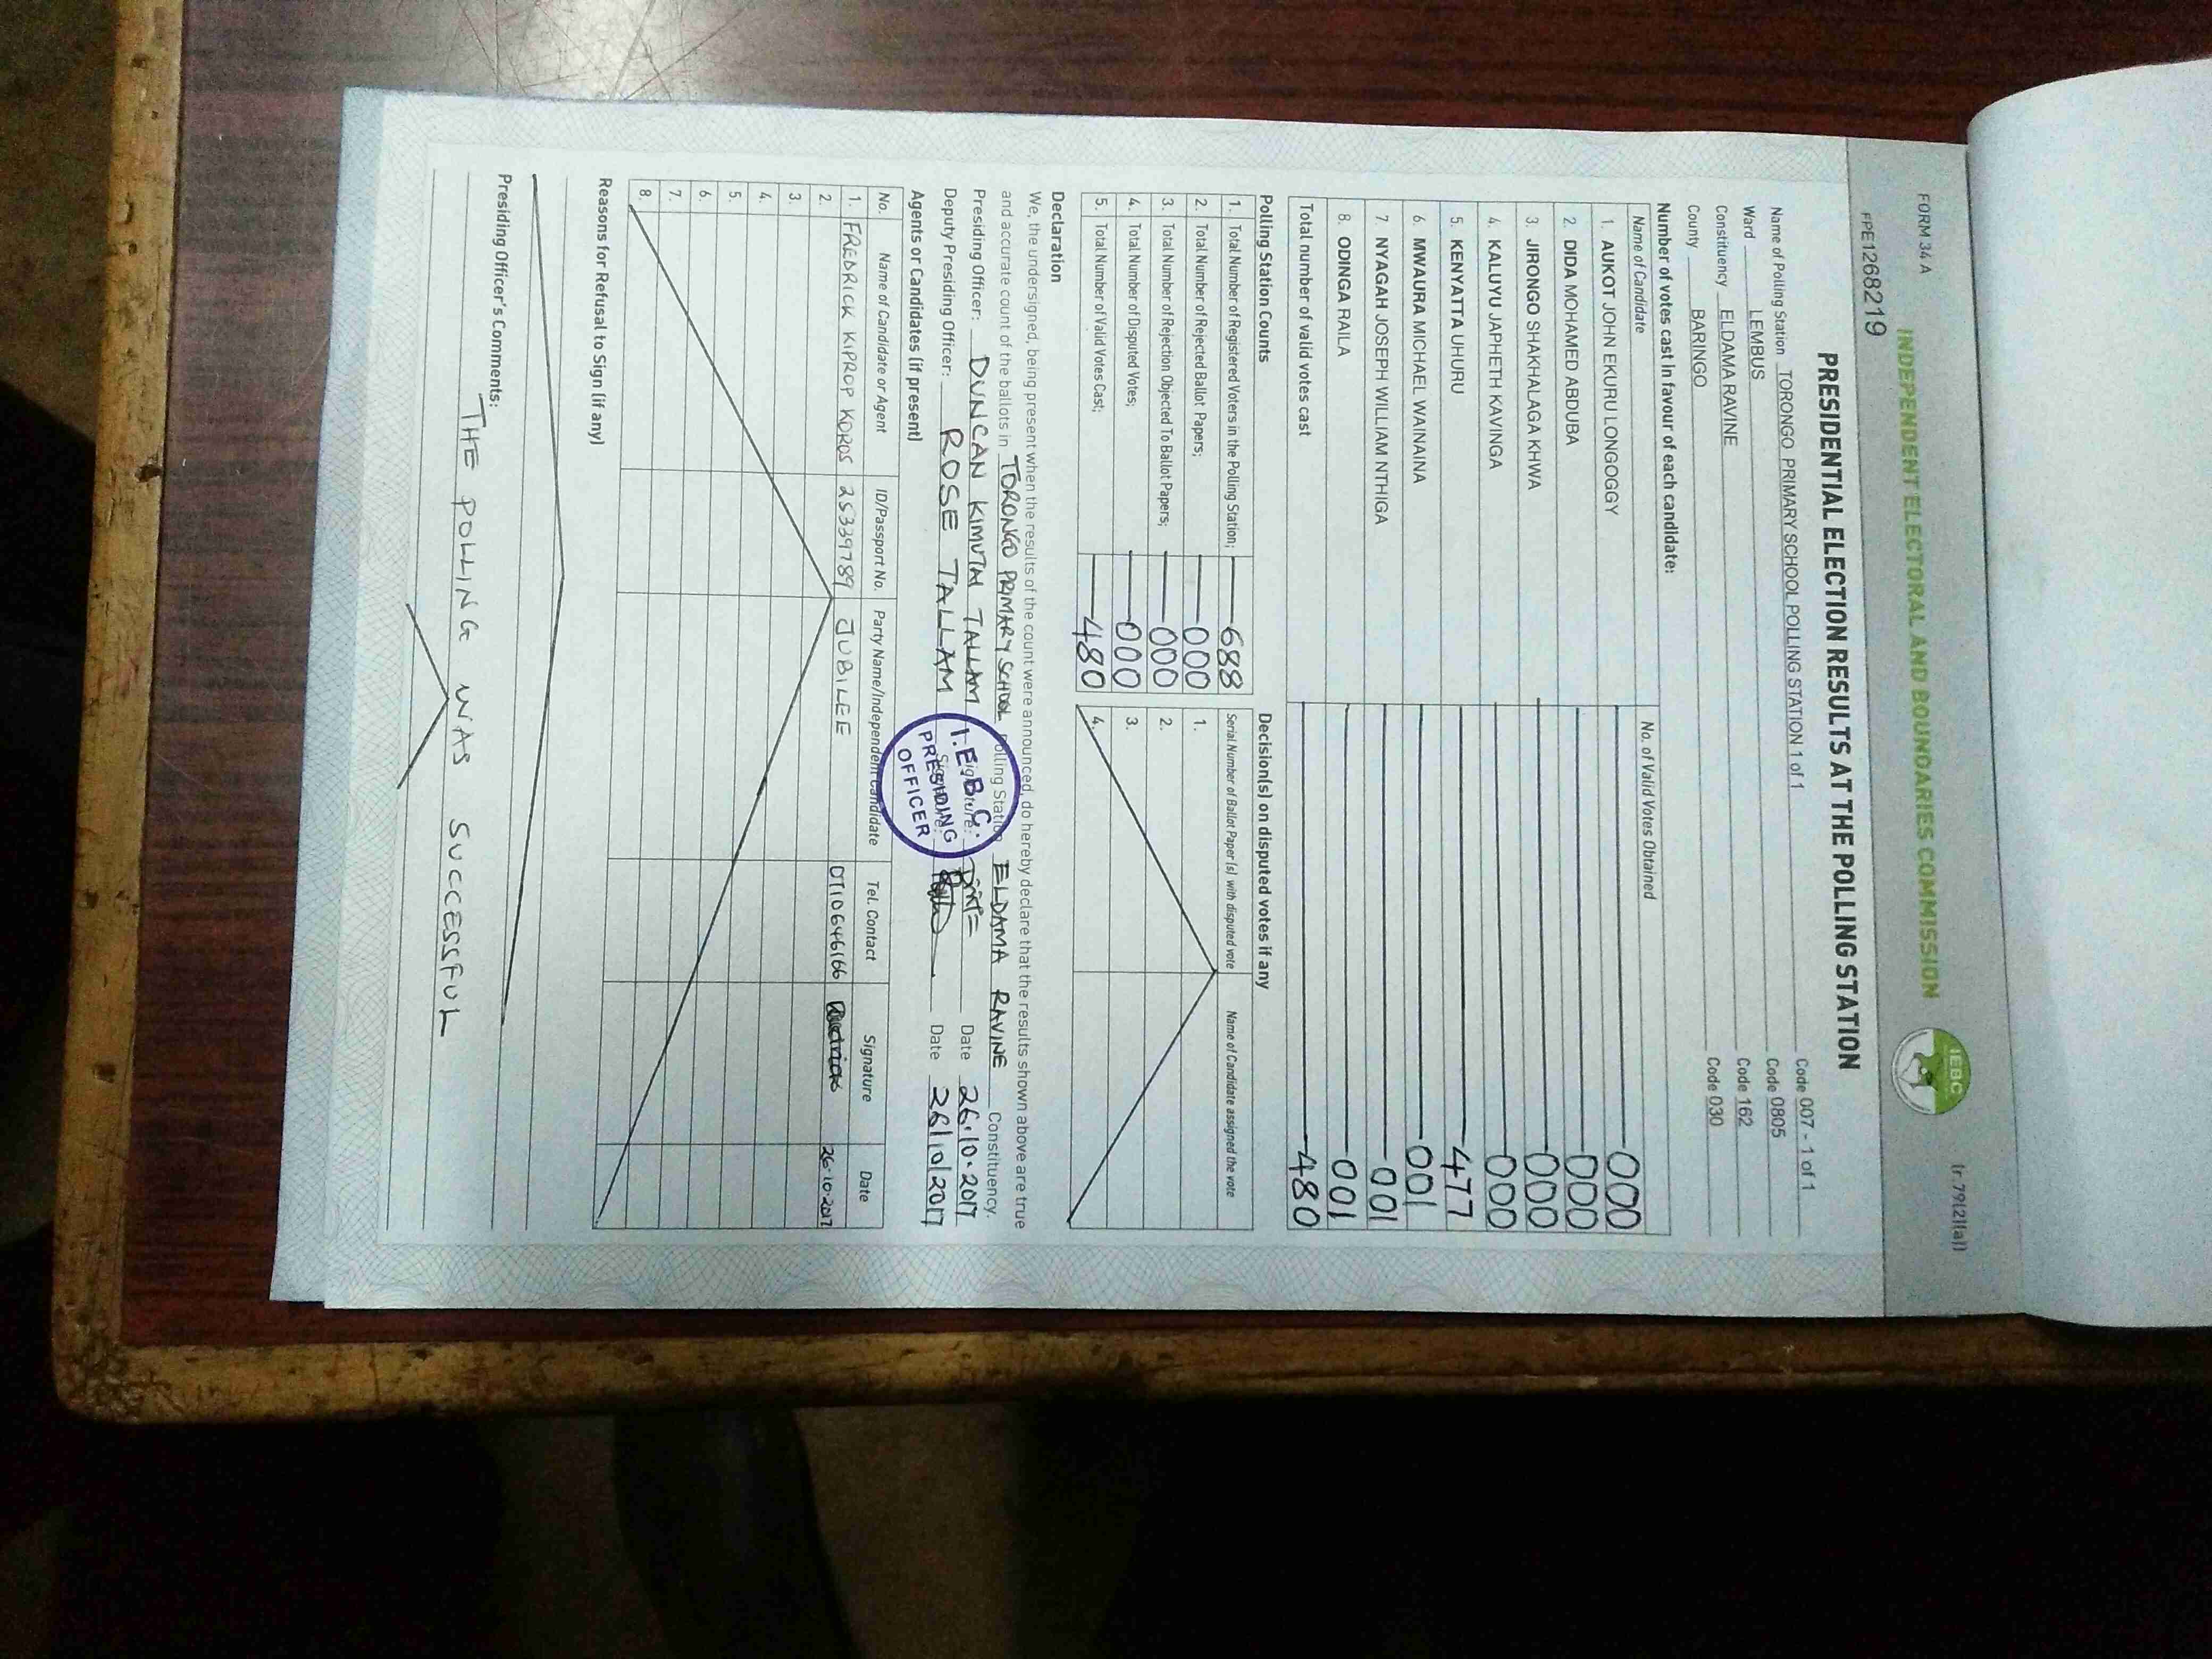 FORM 34 A
(r.79(2)(a))
INDEPENDENT ELECTORAL AND BOUNDARIES COMMISSION
IEBC
PPE1268219
PRESIDENTIAL ELECTION RESULTS AT THE POLLING STATION
Name of Polling Station TORONGO PRIMARY SCHOOL POLLING STATION 1 of 1 Code 007 - 1 of 1
Ward LEMBUS Code 0805
Constituency ELDAMA RAVINE Code 162
County BARINGO Code 030
Number of votes cast in favour of each candidate:
Name of Candidate No. of Valid Votes Obtained
1. AUKOT JOHN EKURU LONGOGGY 000
2. DIDA MOHAMED ABDUBA 000
3. JIRONGO SHAKHALAGA KHWA 000
4. KALUYU JAPHETH KAVINGA 000
5. KENYATTA UHURU 477
6. MWAURA MICHAEL WAINAINA 001
7 NYAGAH JOSEPH WILLIAM NTHIGA 001
8. ODINGA RAILA 001
Total number of valid votes cast 480
Polling Station Counts
1. Total Number of Registered Voters in the Polling Station; 688
2. Total Number of Rejected Ballot Papers; 000
3. Total Number of Rejection Objected To Ballot Papers; 000
4. Total Number of Disputed Votes; 000
5. Total Number of Valid Votes Cast; 480
Decision(s) on disputed votes if any
Serial Number of Ballot Paper(s) with disputed vote Name of Candidate assigned the vote
1.
2.
3.
4.
Declaration
We, the undersigned, being present when the results of the count were announced, do hereby declare that the results shown above are true
and accurate count of the ballots in TORONGO PRIMARY SCHOOL Polling Station ELDAMA RAVINE Constituency.
Presiding Officer: DUNCAN KIMUTAI TALLAM Signature: Date 26.10.2017
Deputy Presiding Officer: ROSE TALLAM Signature: Date 26/10/2017
I.E.B.C.
PRESIDING
OFFICER
Agents or Candidates (if present)
No. Name of Candidate or Agent ID/Passport No. Party Name/Independent Candidate Tel. Contact Signature Date
1. FREDRICK KIPROP KOROS 25339789 JUBILEE 0710646166 26.10.2017
2.
3.
4.
5.
6.
7.
8.
Reasons for Refusal to Sign (if any)
Presiding Officer's Comments:
THE POLLING WAS SUCCESSFUL